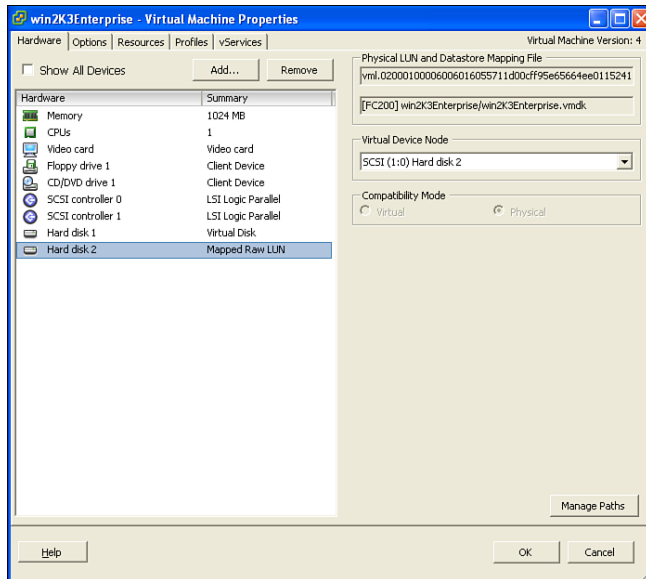 win2K3Enterprise - Virtual Machine Properties
Hardware Options Resources Profiles vServices Virtual Machine Version: 4
Show All Devices Add... Remove
Hardware Summary
Memory 1024 MB
CPUs 1
Video card Video card
Floppy drive 1 Client Device
CD/DVD drive 1 Client Device
SCSI controller 0 LSI Logic Parallel
SCSI controller 1 LSI Logic Parallel
Hard disk 1 Virtual Disk
Hard disk 2 Mapped Raw LUN
Physical LUN and Datastore Mapping File
vml.02000100006006016055711d00cff95e65664ee0115241
[FC200] win2K3Enterprise/win2K3Enterprise.vmdk
Virtual Device Node
SCSI (1:0) Hard disk 2
Compatibility Mode
Virtual Physical
Manage Paths
Help OK Cancel